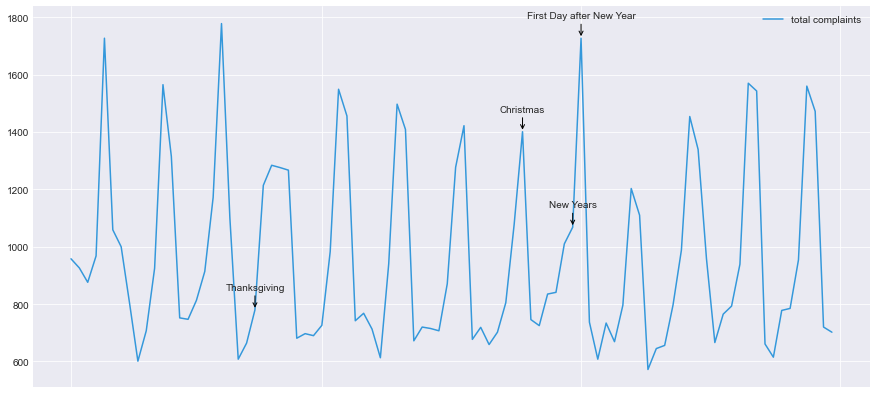 First Day after New Year
total complaints
1800
1600
Christmas
1400
New Years
1200
1000
Thanksgiving
800
600